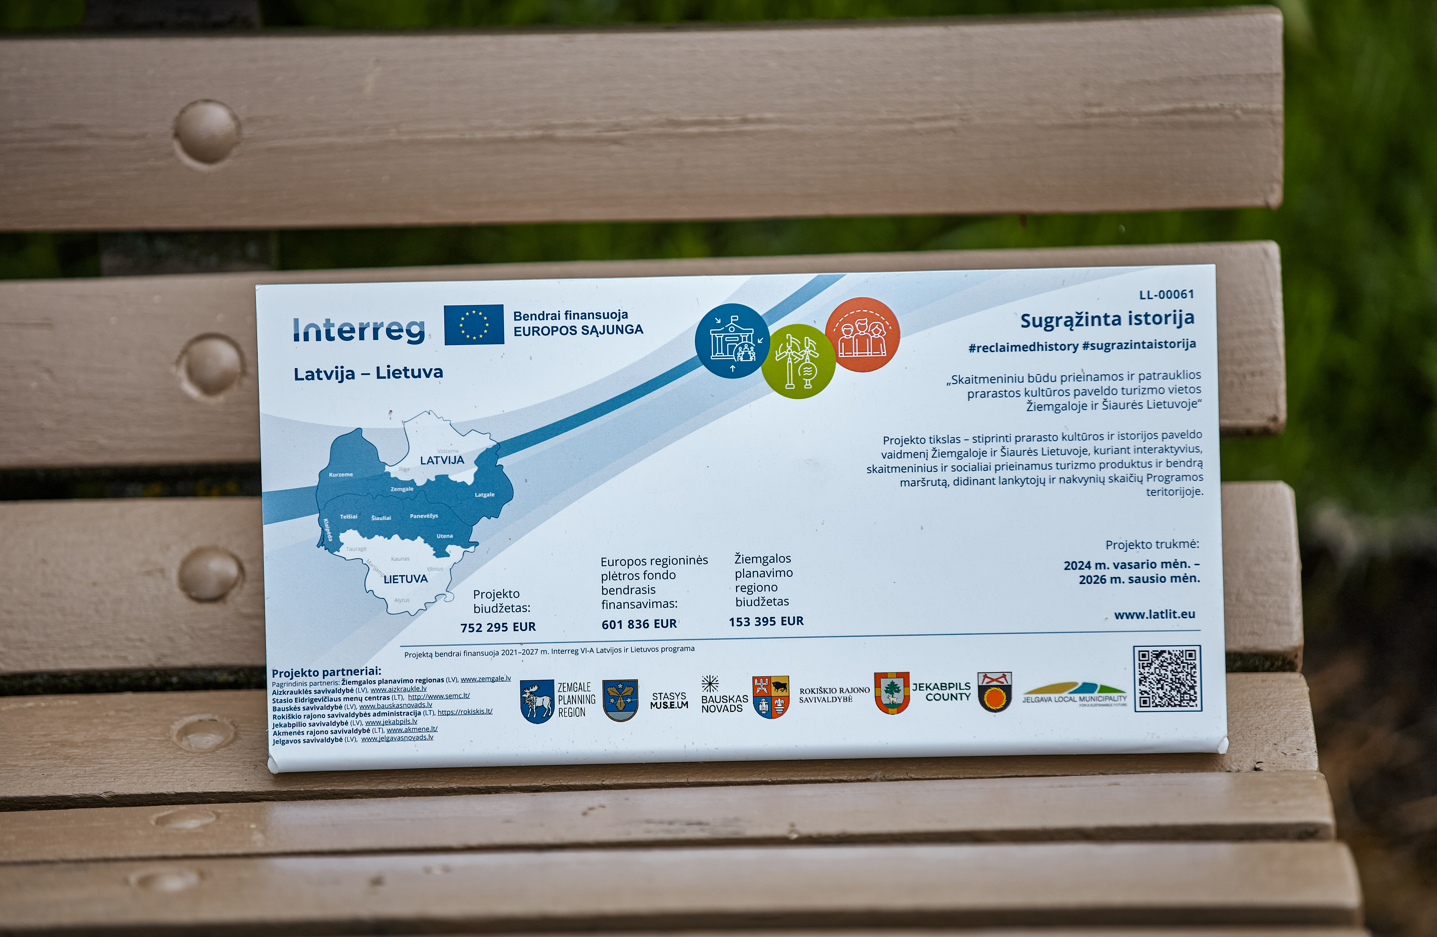 Interreg
Bendrai finansuoja
EUROPOS SĄJUNGA
Latvija – Lietuva
LL-00061
Sugrąžinta istorija
#reclaimedhistory #sugrazintaistorija
„Skaitmeniniu būdu prieinamos ir patrauklios
prarastos kultūros paveldo turizmo vietos
Žiemgaloje ir Šiaurės Lietuvoje“
Projekto tikslas – stiprinti prarasto kultūros ir istorijos paveldo
vaidmenį Žiemgaloje ir Šiaurės Lietuvoje, kuriant interaktyvius,
skaitmeninius ir socialiai prieinamus turizmo produktus ir bendrą
maršrutą, didinant lankytojų ir nakvynių skaičių Programos
teritorijoje.
Projekto trukmė:
2024 m. vasario mėn. –
2026 m. sausio mėn.
www.latlit.eu
LATVIJA
Kurzeme
Rīga
Zemgale
Latgale
Telšiai
Šiauliai
Panevėžys
Klaipėda
Utena
Tauragė
Kaunas
Vilnius
LIETUVA
Alytus
Projekto
biudžetas:
752 295 EUR
Europos regioninės
plėtros fondo
bendrasis
finansavimas:
601 836 EUR
Žiemgalos
planavimo
regiono
biudžetas
153 395 EUR
Projektą bendrai finansuoja 2021–2027 m. Interreg VI-A Latvijos ir Lietuvos programa
Projekto partneriai:
Pagrindinis partneris: Žiemgalos planavimo regionas (LV), www.zemgale.lv
Aizkrauklės savivaldybė (LV), www.aizkraukle.lv
Stasio Eidrigevičiaus menų centras (LT), http://www.semc.lt/
Bauskės savivaldybė (LV), www.bauskasnovads.lv
Rokiškio rajono savivaldybės administracija (LT), https://rokiskis.lt/
Jekabpilio savivaldybė (LV), www.jekabpils.lv
Akmenės rajono savivaldybė (LT), www.akmene.lt/
Jelgavos savivaldybė (LV), www.jelgavasnovads.lv
ZEMGALE
PLANNING
REGION
STASYS
MUSEUM
BAUSKAS
NOVADS
ROKIŠKIO RAJONO
SAVIVALDYBĖ
JEKABPILS
COUNTY
JELGAVA LOCAL MUNICIPALITY